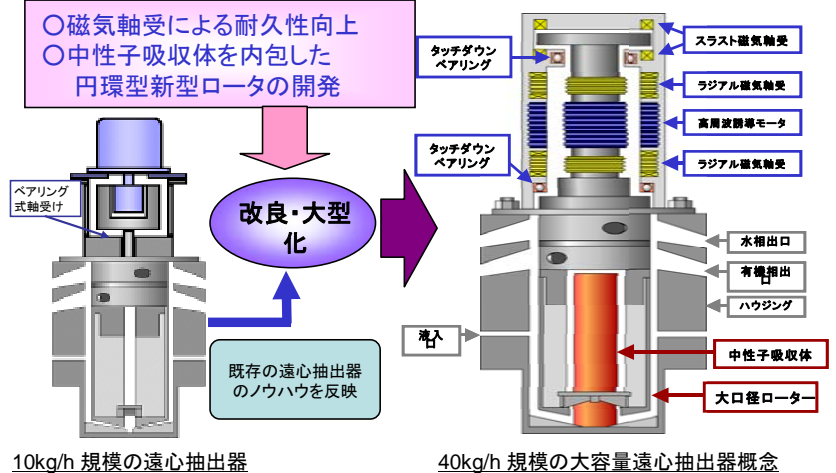 ○磁気軸受による耐久性向上
○中性子吸収体を内包した
円環型新型ロータの開発
ベアリング
式軸受け
改良・大型
化
既存の遠心抽出器
のノウハウを反映
10kg/h 規模の遠心抽出器
タッチダウン
ベアリング
タッチダウン
ベアリング
スラスト磁気軸受
ラジアル磁気軸受
高周波誘導モータ
ラジアル磁気軸受
水相出口
有機相出
口
ハウジング
液入
口
中性子吸収体
大口径ローター
40kg/h 規模の大容量遠心抽出器概念